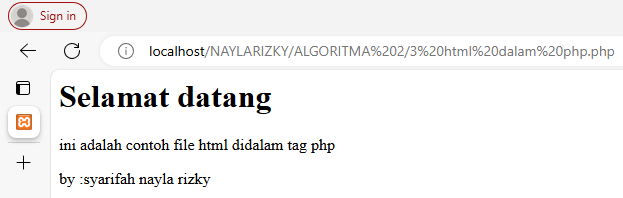 Sign in
localhost/NAYLARIZKY/ALGORITMA%202/3%20html%20dalam%20php.php
Selamat datang
ini adalah contoh file html didalam tag php
by :syarifah nayla rizky